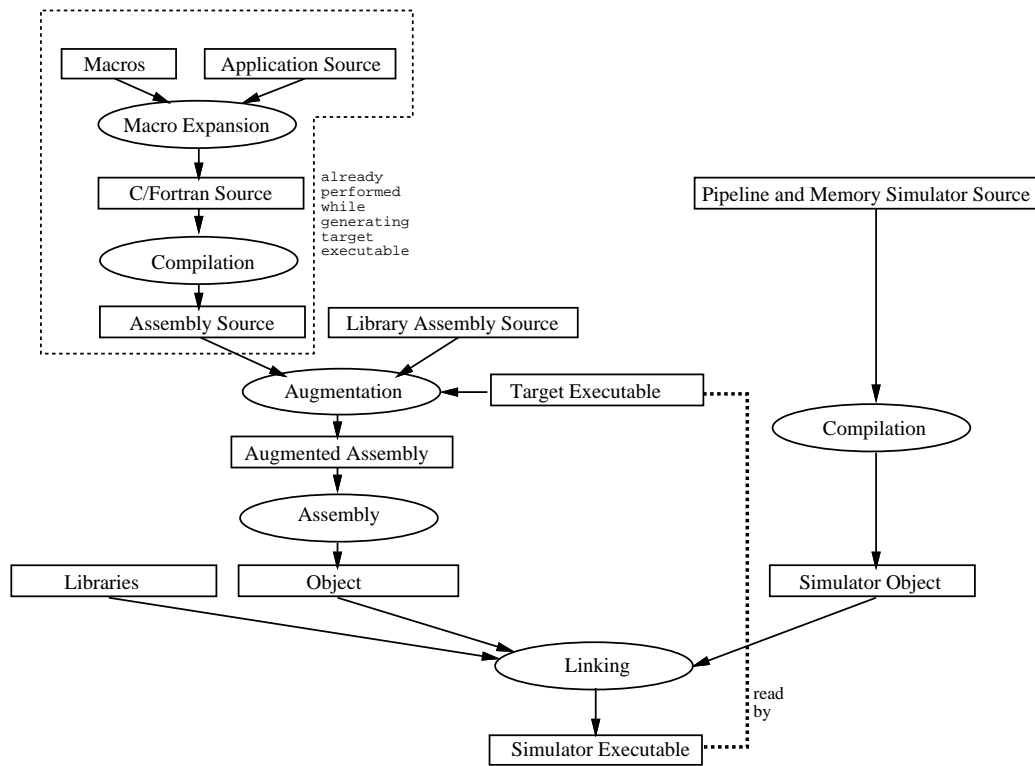 Macros
Application Source
Macro Expansion
C/Fortran Source
already
performed
while
generating
target
executable
Pipeline and Memory Simulator Source
Compilation
Assembly Source
Library Assembly Source
Augmentation
Target Executable
Compilation
Augmented Assembly
Assembly
Libraries
Object
Simulator Object
Linking
read
by
Simulator Executable